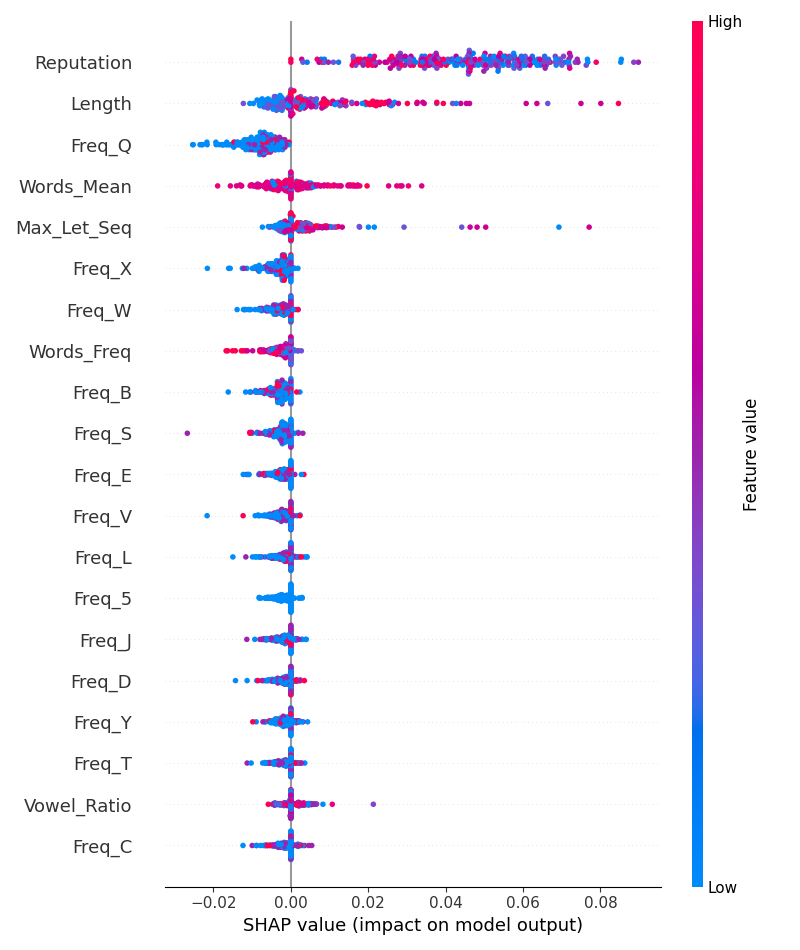 High
Reputation
Length
Freq_Q
Words_Mean
Max_Let_Seq
Freq_X
Freq_W
Words_Freq
Freq_B
Freq_S
Freq_E
Freq_V
Freq_L
Freq_5
Freq_J
Freq_D
Freq_Y
Freq_T
Vowel_Ratio
Freq_C
Feature value
Low
−0.02 0.00 0.02 0.04 0.06 0.08
SHAP value (impact on model output)